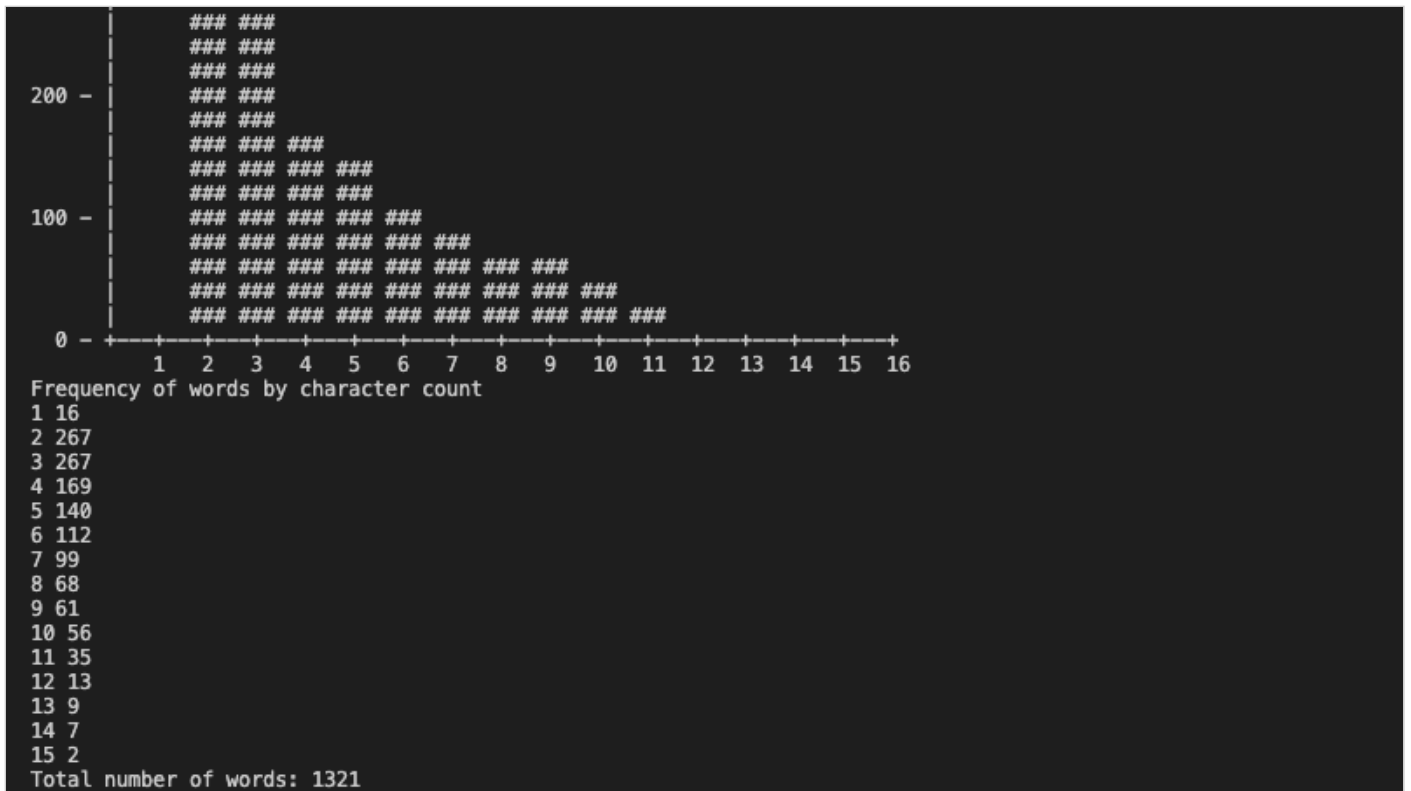 |      ### ###
|      ### ###
|      ### ###
200 - |      ### ###
|      ### ###
|      ### ### ###
|      ### ### ### ###
|      ### ### ### ###
100 - |      ### ### ### ### ###
|      ### ### ### ### ### ###
|      ### ### ### ### ### ### ### ###
|      ### ### ### ### ### ### ### ### ###
|      ### ### ### ### ### ### ### ### ### ###
0 - +---+---+---+---+---+---+---+---+---+---+---+---+---+---+---+---+
1   2   3   4   5   6   7   8   9   10  11  12  13  14  15  16
Frequency of words by character count
1 16
2 267
3 267
4 169
5 140
6 112
7 99
8 68
9 61
10 56
11 35
12 13
13 9
14 7
15 2
Total number of words: 1321